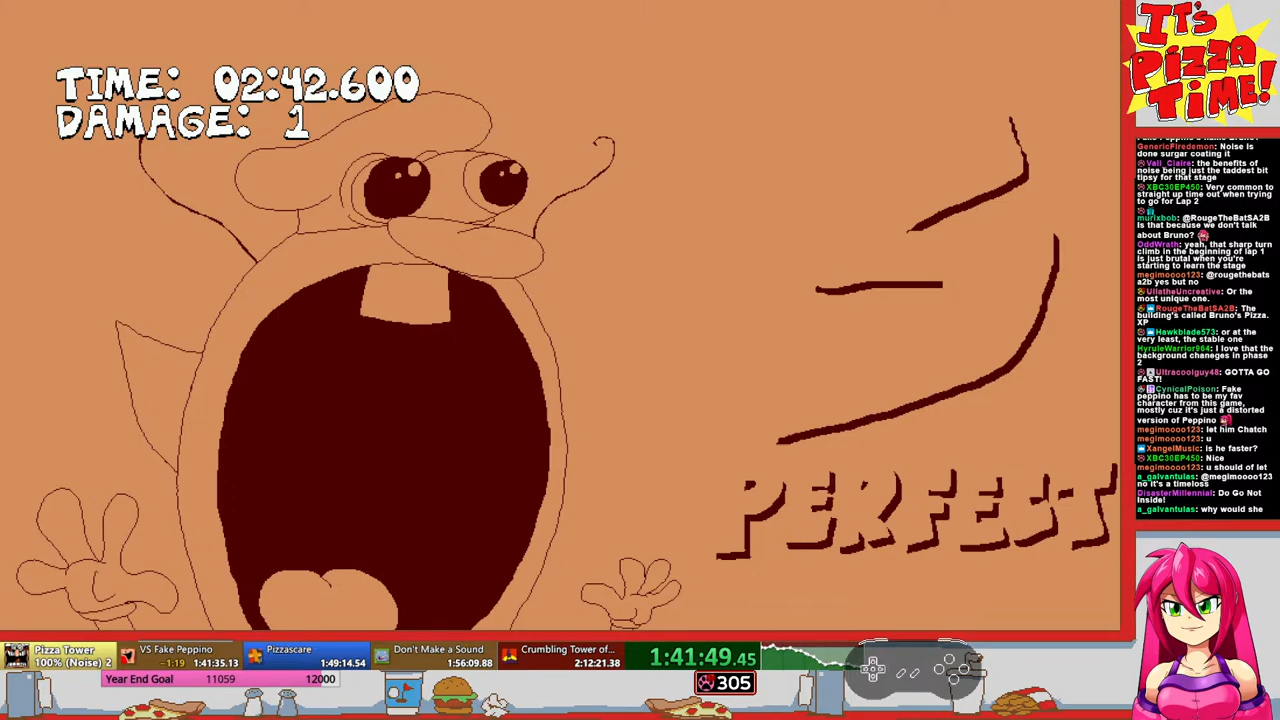 TIME: 02:42.600
DAMAGE: 1
PERFECT
IT'S
PIZZA
TIME!
GenericFiredemon: Noise is
done surgar coating it
Vall_Claire: the benefits of
noise being just the taddest bit
tipsy for that stage
XBC30EP450: Very common to
straight up time out when trying
to go for Lap 2
murixbob: @RougeTheBatSA2B
Is that because we don't talk
about Bruno?
OddWrath: yeah, that sharp turn
climb in the beginning of lap 1
is just brutal when you're
starting to learn the stage
megimoooo123: @rougethebats
a2b yes but no
UllatheUncreative: Or the
most unique one.
RougeTheBatSA2B: The
building's called Bruno's Pizza.
XP
Hawkblade573: or at the
very least, the stable one
HyruleWarrior964: I love that the
background chaneges in phase
2
Ultracoolguy48: GOTTA GO
FAST!
CynicalPoison: Fake
peppino has to be my fav
character from this game,
mostly cuz it's just a distorted
version of Peppino
megimoooo123: let him Chatch
megimoooo123: u
XangelMusic: is he faster?
XBC30EP450: Nice
megimoooo123: u should of let
a_galvantulas: @megimoooo123
no it's a timeloss
DisasterMillennial: Do Go Not
Inside!
a_galvantulas: why would she
Pizza Tower
100% (Noise) 2
VS Fake Peppino
-1:19 1:41:35.13
Pizzascare
1:49:14.54
Don't Make a Sound
1:56:09.88
Crumbling Tower of...
2:12:21.38
1:41:49.45
Year End Goal 11059 12000
305